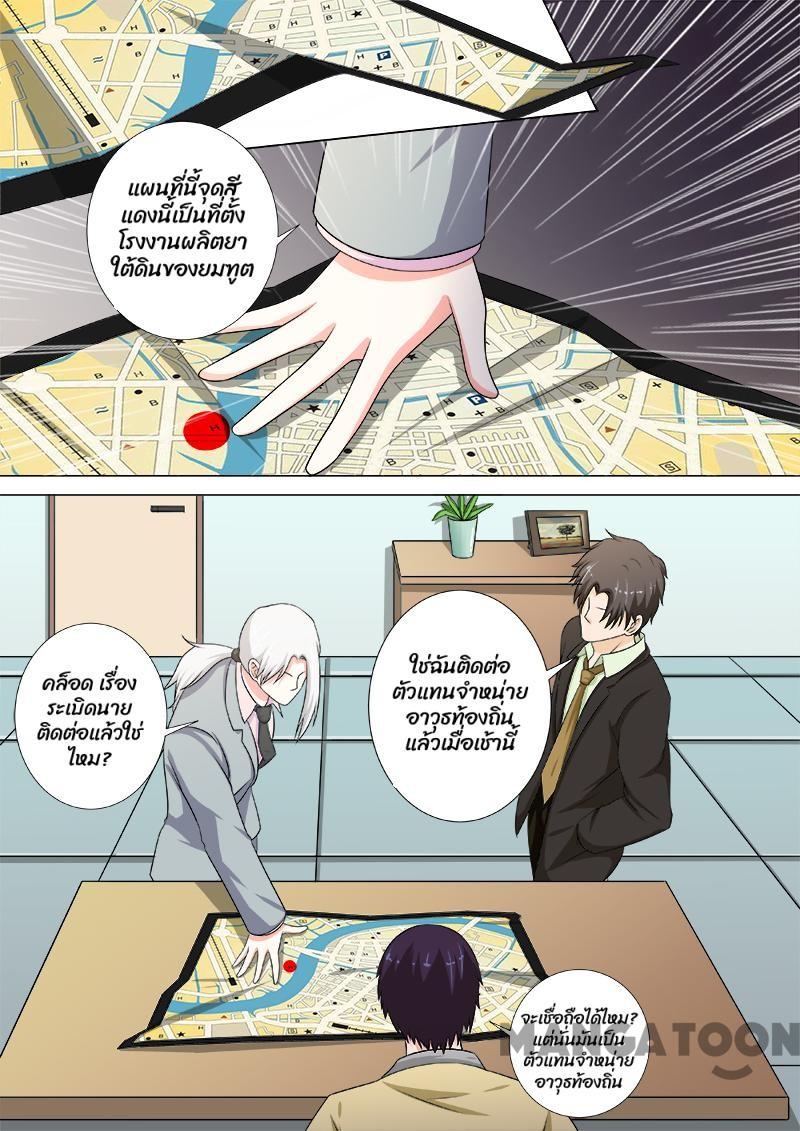 แผนที่นี้จุดสี
แดงนี้เป็นที่ตั้ง
โรงงานผลิตยา
ใต้ดินของยมฑูต
คล็อด เรื่อง
ระเบิดนาย
ติดต่อแล้วใช่
ไหม?
ใช่ฉันติดต่อ
ตัวแทนจำหน่าย
อาวุธท้องถิ่น
แล้วเมื่อเช้านี้
จะเชื่อถือได้ไหม?
แต่นั่นมันเป็น
ตัวแทนจำหน่าย
อาวุธท้องถิ่น
MANGATOON